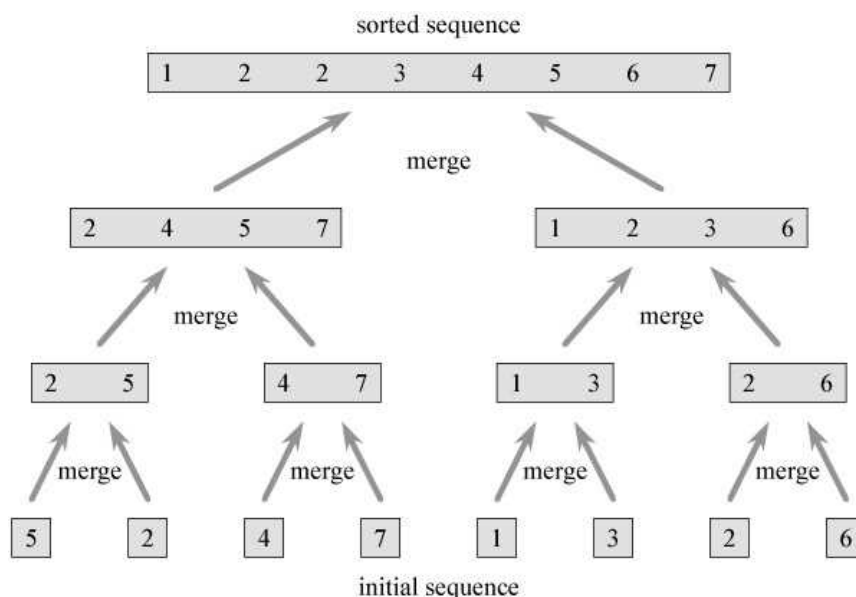 sorted sequence
1 2 2 3 4 5 6 7
merge
2 4 5 7 1 2 3 6
merge merge
2 5 4 7 1 3 2 6
merge merge merge merge
5 2 4 7 1 3 2 6
initial sequence